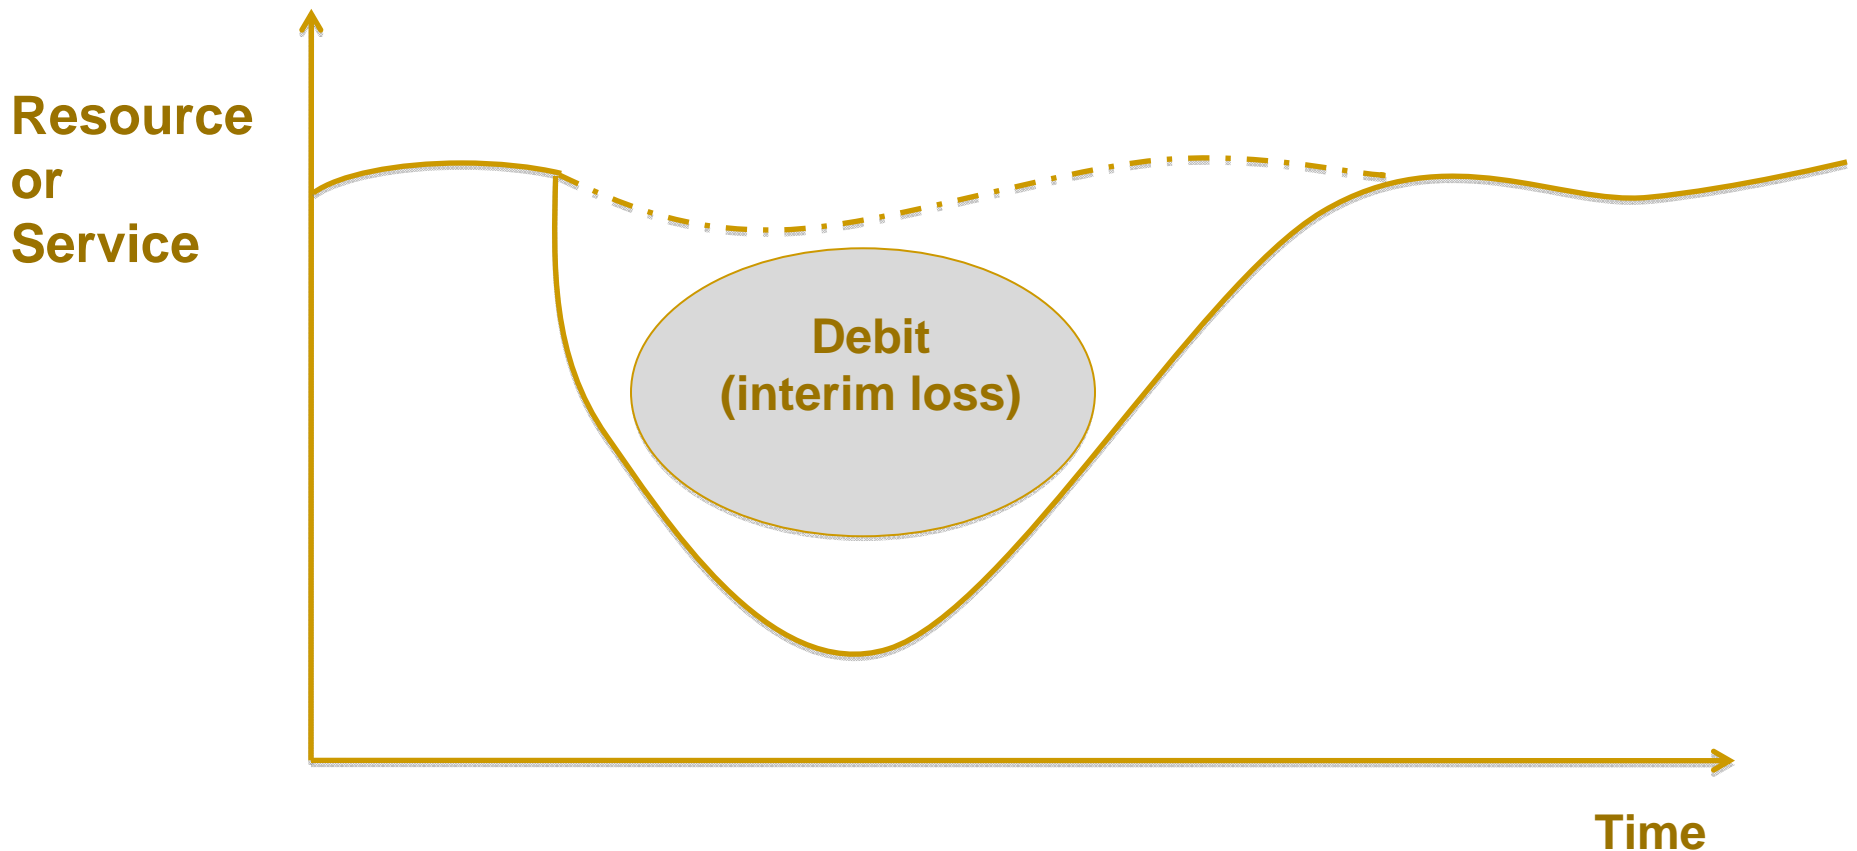 Resource
or
Service
Debit
(interim loss)
Time